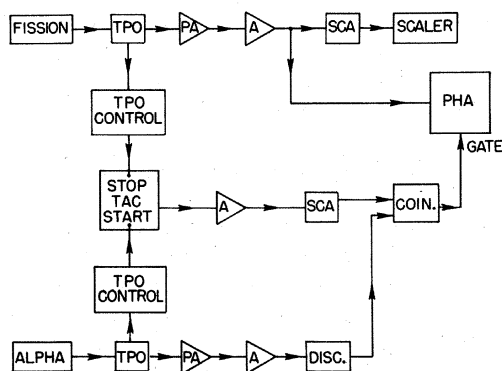 FISSION
TPO
PA
A
SCA
SCALER
TPO
CONTROL
PHA
GATE
STOP
TAC
START
A
SCA
COIN.
TPO
CONTROL
ALPHA
TPO
PA
A
DISC.